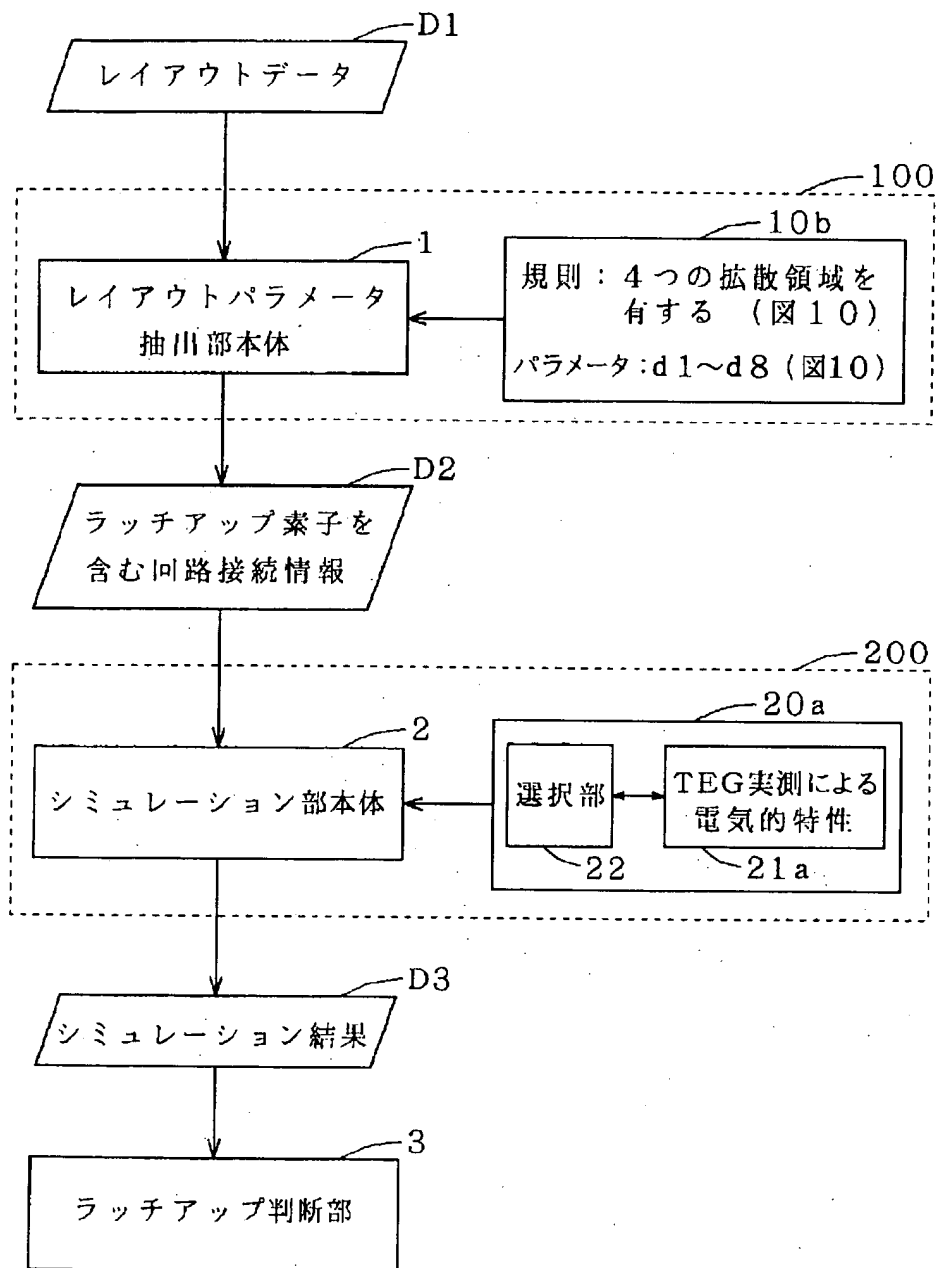 D1
レイアウトデータ
100
1
レイアウトパラメータ
抽出部本体
10b
規則：４つの拡散領域を
有する （図１０）
パラメータ：ｄ１〜ｄ８（図10）
D2
ラッチアップ素子を
含む回路接続情報
200
2
シミュレーション部本体
20a
選択部
22
TEG実測による
電気的特性
21a
D3
シミュレーション結果
3
ラッチアップ判断部